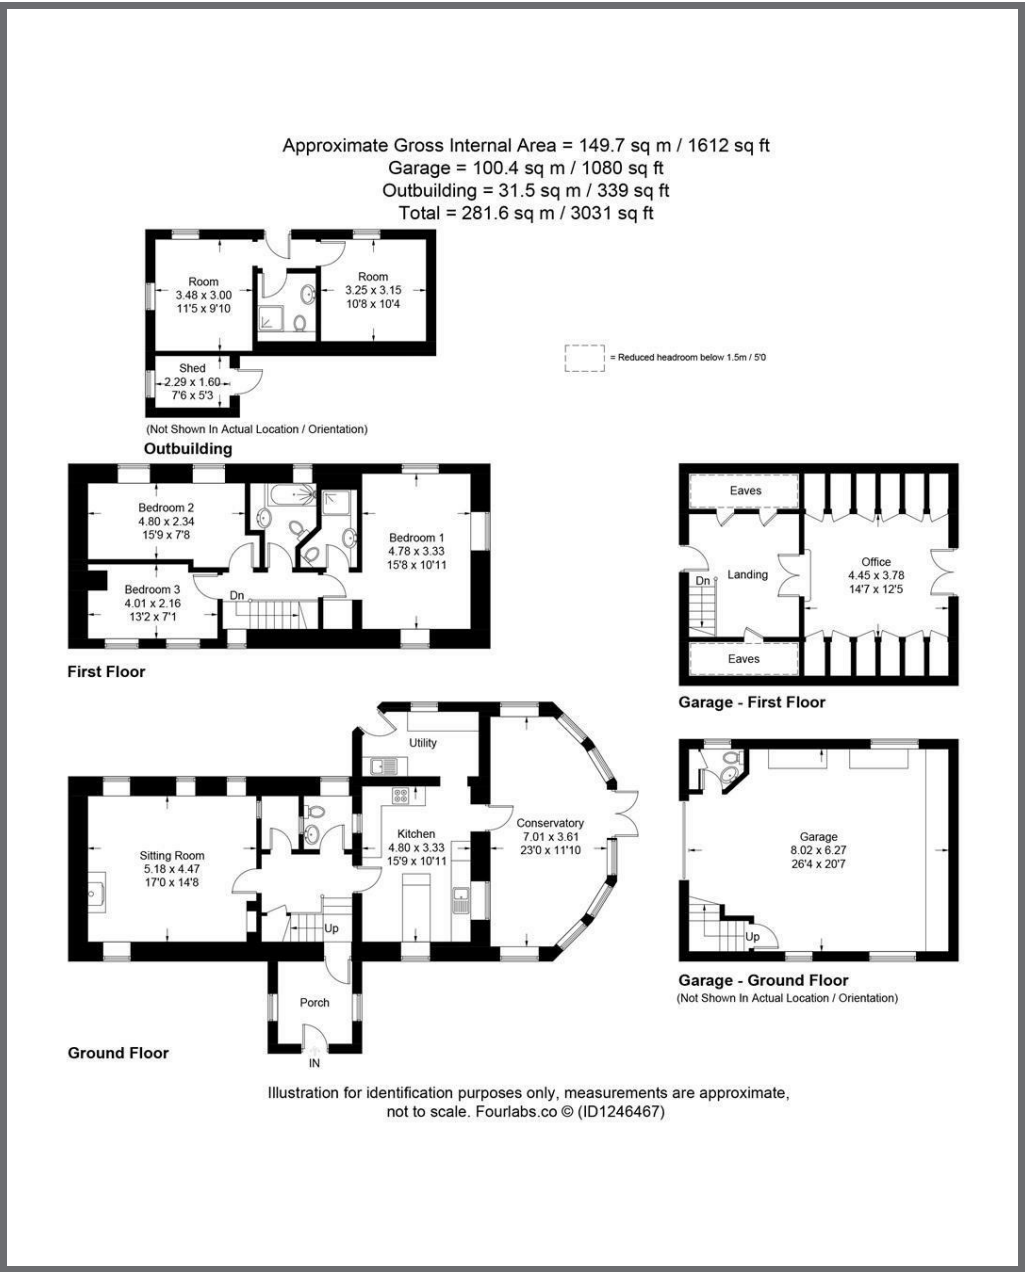 Approximate Gross Internal Area = 149.7 sq m / 1612 sq ft
Garage = 100.4 sq m / 1080 sq ft
Outbuilding = 31.5 sq m / 339 sq ft
Total = 281.6 sq m / 3031 sq ft
Room
3.48 x 3.00
11'5 x 9'10
Room
3.25 x 3.15
10'8 x 10'4
Shed
2.29 x 1.60
7'6 x 5'3
= Reduced headroom below 1.5m / 5'0
(Not Shown In Actual Location / Orientation)
Outbuilding
Bedroom 2
4.80 x 2.34
15'9 x 7'8
Bedroom 1
4.78 x 3.33
15'8 x 10'11
Bedroom 3
4.01 x 2.16
13'2 x 7'1
Dn
First Floor
Eaves
Landing
Dn
Office
4.45 x 3.78
14'7 x 12'5
Eaves
Garage - First Floor
Utility
Kitchen
4.80 x 3.33
15'9 x 10'11
Conservatory
7.01 x 3.61
23'0 x 11'10
Sitting Room
5.18 x 4.47
17'0 x 14'8
Up
Porch
IN
Ground Floor
Garage
8.02 x 6.27
26'4 x 20'7
Up
Garage - Ground Floor
(Not Shown In Actual Location / Orientation)
Illustration for identification purposes only, measurements are approximate,
not to scale. Fourlabs.co © (ID1246467)